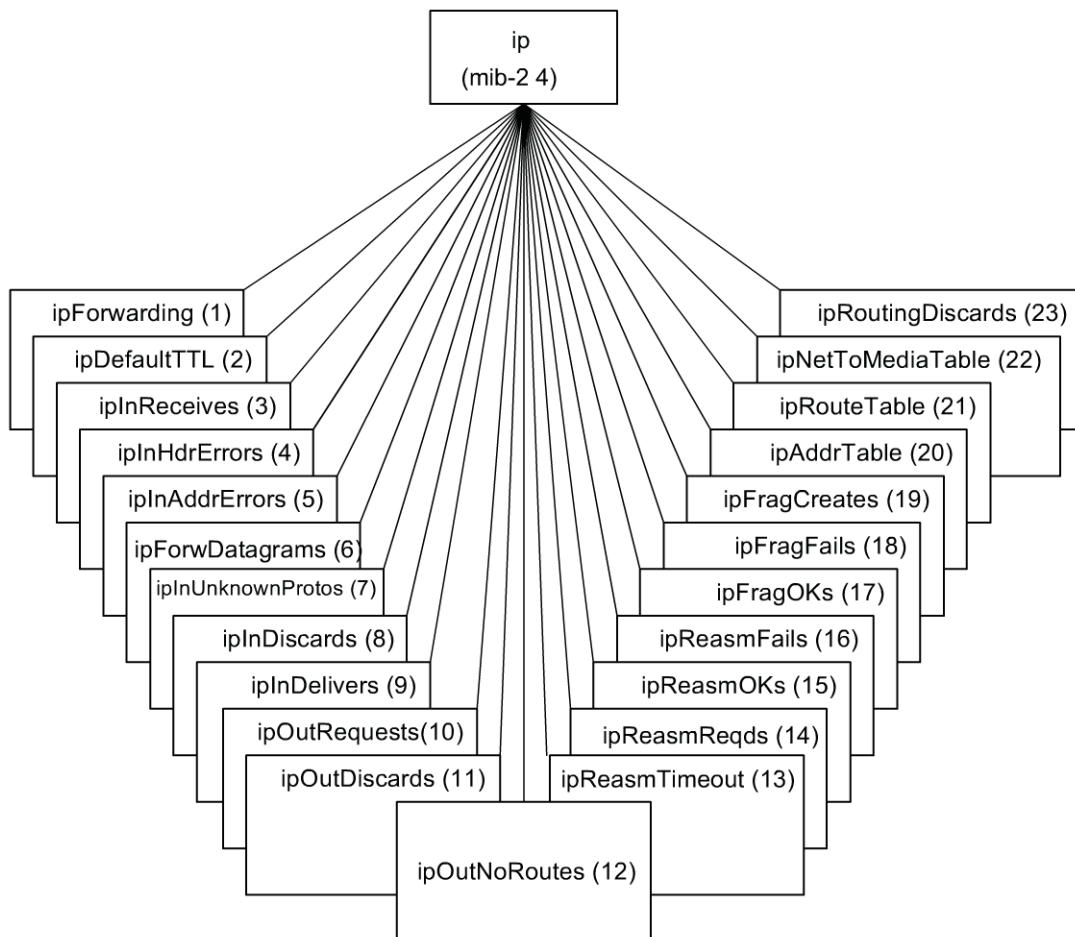 ip
(mib-2 4)
ipForwarding (1)
ipDefaultTTL (2)
ipInReceives (3)
ipInHdrErrors (4)
ipInAddrErrors (5)
ipForwDatagrams (6)
ipInUnknownProtos (7)
ipInDiscards (8)
ipInDelivers (9)
ipOutRequests(10)
ipOutDiscards (11)
ipOutNoRoutes (12)
ipReasmTimeout (13)
ipReasmReqds (14)
ipReasmOKs (15)
ipReasmFails (16)
ipFragOKs (17)
ipFragFails (18)
ipFragCreates (19)
ipAddrTable (20)
ipRouteTable (21)
ipNetToMediaTable (22)
ipRoutingDiscards (23)